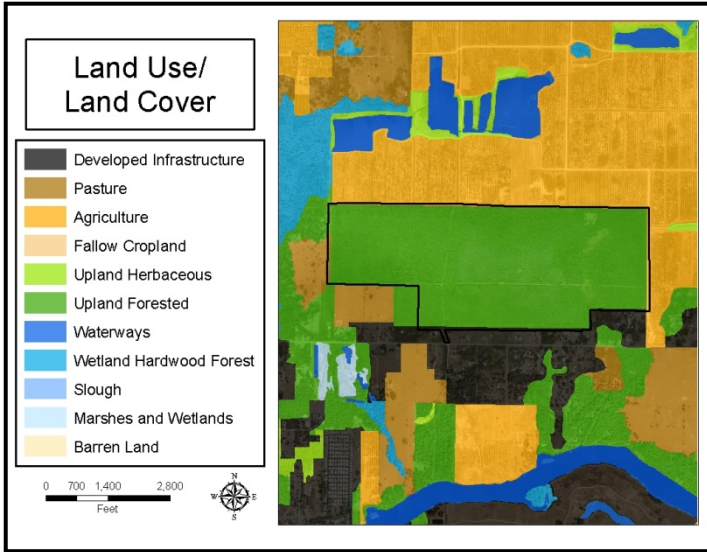 Land Use/
Land Cover
Developed Infrastructure
Pasture
Agriculture
Fallow Cropland
Upland Herbaceous
Upland Forested
Waterways
Wetland Hardwood Forest
Slough
Marshes and Wetlands
Barren Land
0 700 1,400 2,800
Feet
N
W E
S